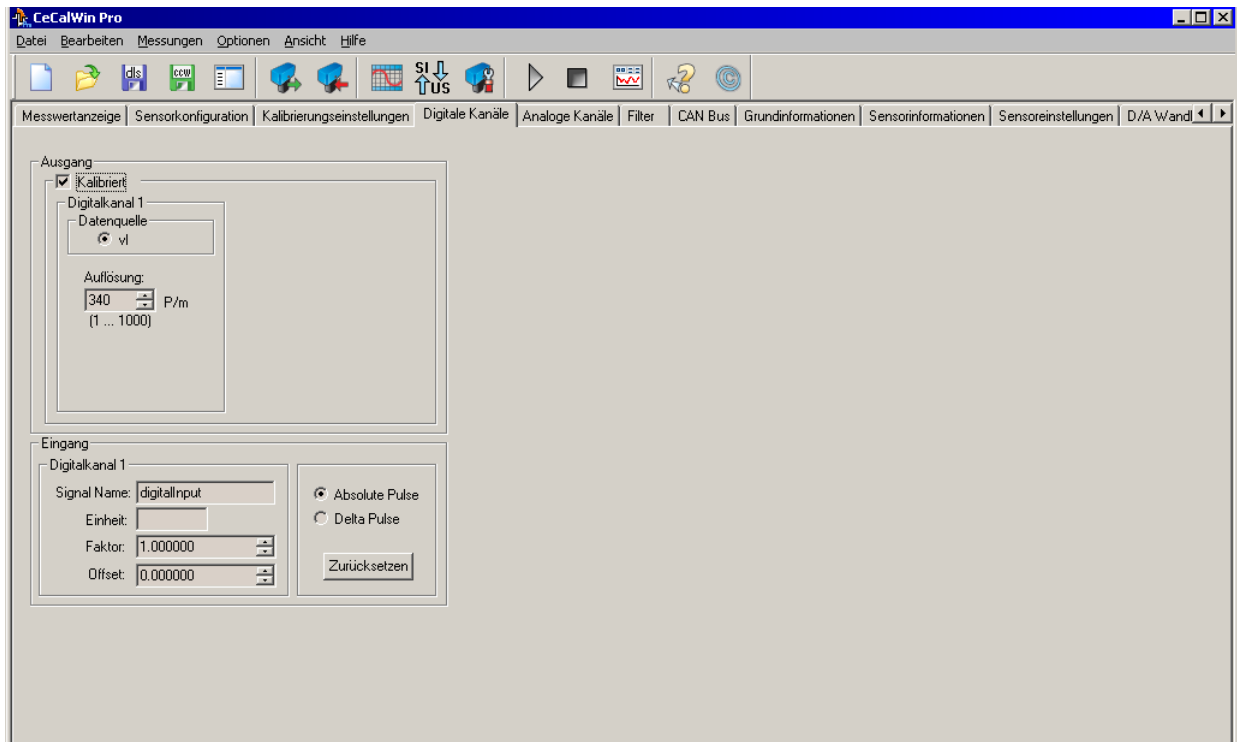 CeCalWin Pro
Datei Bearbeiten Messungen Optionen Ansicht Hilfe
dls ccw SI US
Messwertanzeige Sensorkonfiguration Kalibrierungseinstellungen Digitale Kanäle Analoge Kanäle Filter CAN Bus Grundinformationen Sensorinformationen Sensoreinstellungen D/A Wandl
Ausgang
Kalibriert
Digitalkanal 1
Datenquelle
vl
Auflösung:
340 P/m
(1 ... 1000)
Eingang
Digitalkanal 1
Signal Name: digitalInput
Einheit:
Faktor: 1.000000
Offset: 0.000000
Absolute Pulse
Delta Pulse
Zurücksetzen